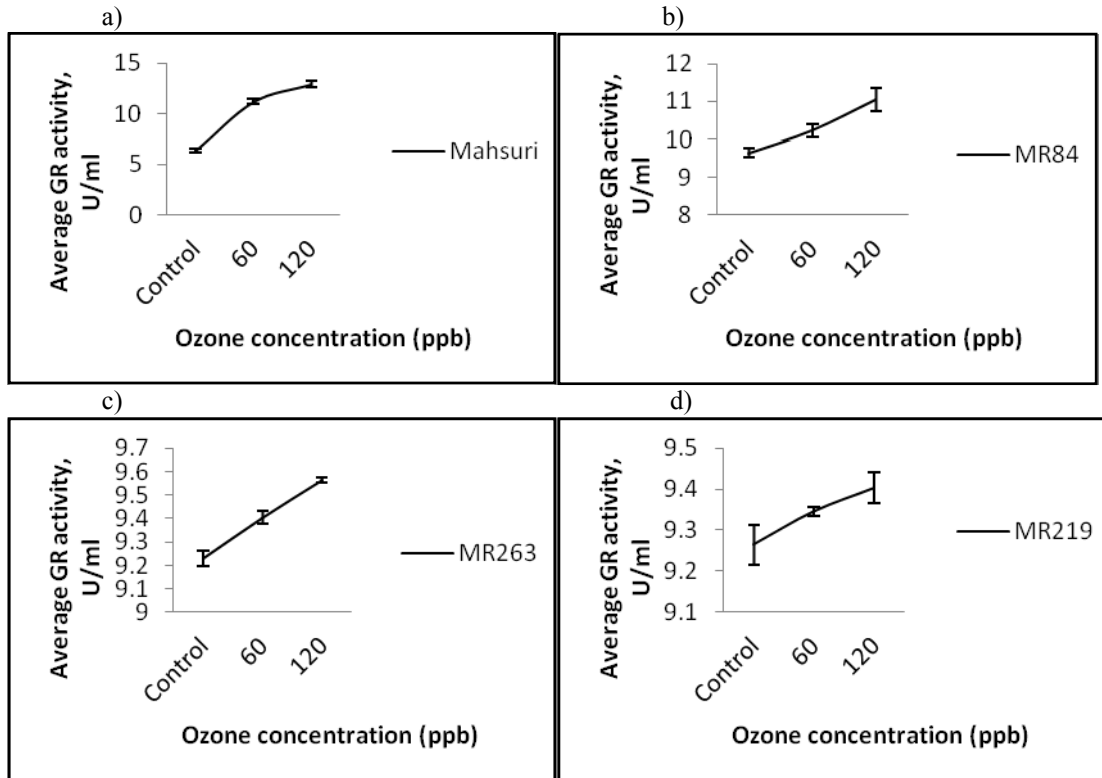 a)
Average GR activity,
U/ml
15
10
5
0
Control
60
120
Mahsuri
Ozone concentration (ppb)
b)
Average GR activity,
U/ml
12
11
10
9
8
Control
60
120
MR84
Ozone concentration (ppb)
c)
Average GR activity,
U/ml
9.7
9.6
9.5
9.4
9.3
9.2
9.1
9
Control
60
120
MR263
Ozone concentration (ppb)
d)
Average GR activity,
U/ml
9.5
9.4
9.3
9.2
9.1
Control
60
120
MR219
Ozone concentration (ppb)